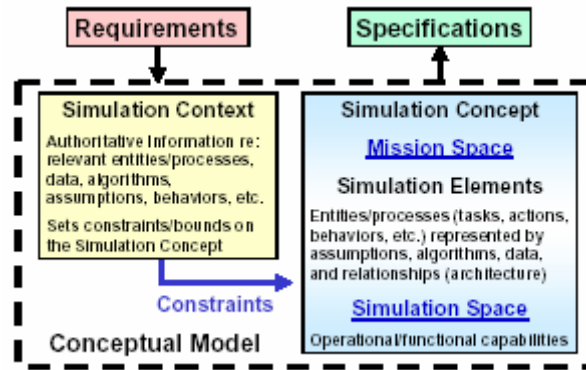 Requirements
Specifications
Simulation Context
Authoritative Information re:
relevant entities/processes,
data, algorithms,
assumptions, behaviors, etc.
Sets constraints/bounds on
the Simulation Concept
Constraints
Conceptual Model
Simulation Concept
Mission Space
Simulation Elements
Entities/processes (tasks, actions,
behaviors, etc.) represented by
assumptions, algorithms, data,
and relationships (architecture)
Simulation Space
Operational/functional capabilities